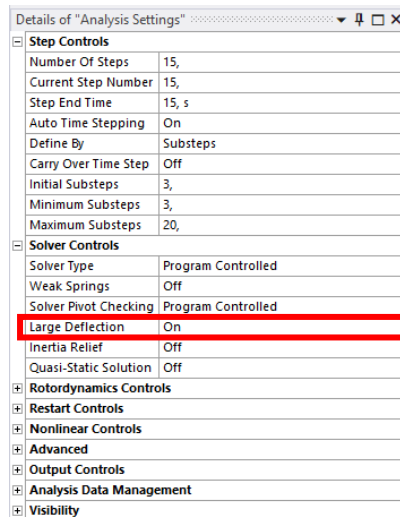 Details of "Analysis Settings"
Step Controls
Number Of Steps 15,
Current Step Number 15,
Step End Time 15, s
Auto Time Stepping On
Define By Substeps
Carry Over Time Step Off
Initial Substeps 3,
Minimum Substeps 3,
Maximum Substeps 20,
Solver Controls
Solver Type Program Controlled
Weak Springs Off
Solver Pivot Checking Program Controlled
Large Deflection On
Inertia Relief Off
Quasi-Static Solution Off
Rotordynamics Controls
Restart Controls
Nonlinear Controls
Advanced
Output Controls
Analysis Data Management
Visibility